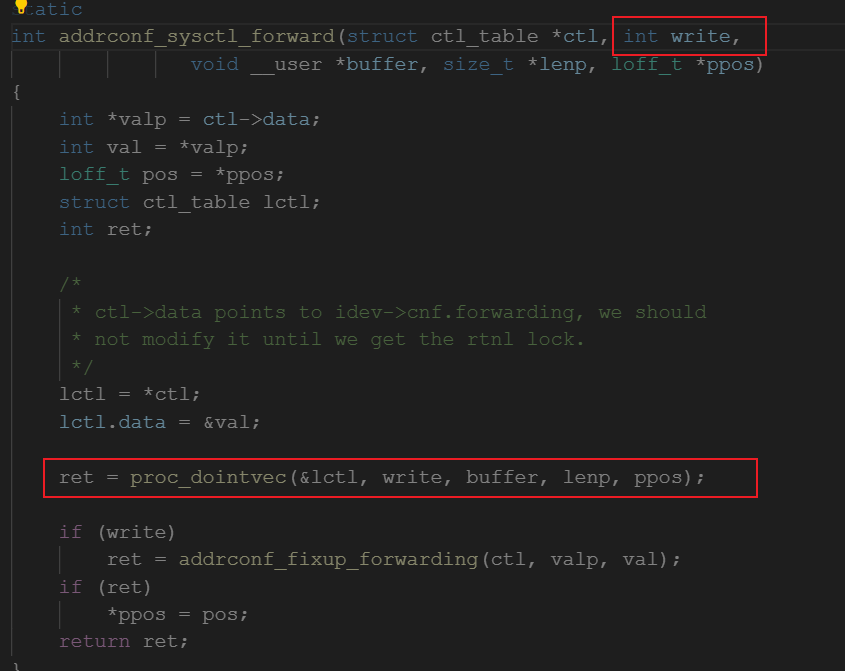 static
int addrconf_sysctl_forward(struct ctl_table *ctl, int write,
void __user *buffer, size_t *lenp, loff_t *ppos)
{
int *valp = ctl->data;
int val = *valp;
loff_t pos = *ppos;
struct ctl_table lctl;
int ret;
/*
* ctl->data points to idev->cnf.forwarding, we should
* not modify it until we get the rtnl lock.
*/
lctl = *ctl;
lctl.data = &val;
ret = proc_dointvec(&lctl, write, buffer, lenp, ppos);
if (write)
ret = addrconf_fixup_forwarding(ctl, valp, val);
if (ret)
*ppos = pos;
return ret;
}